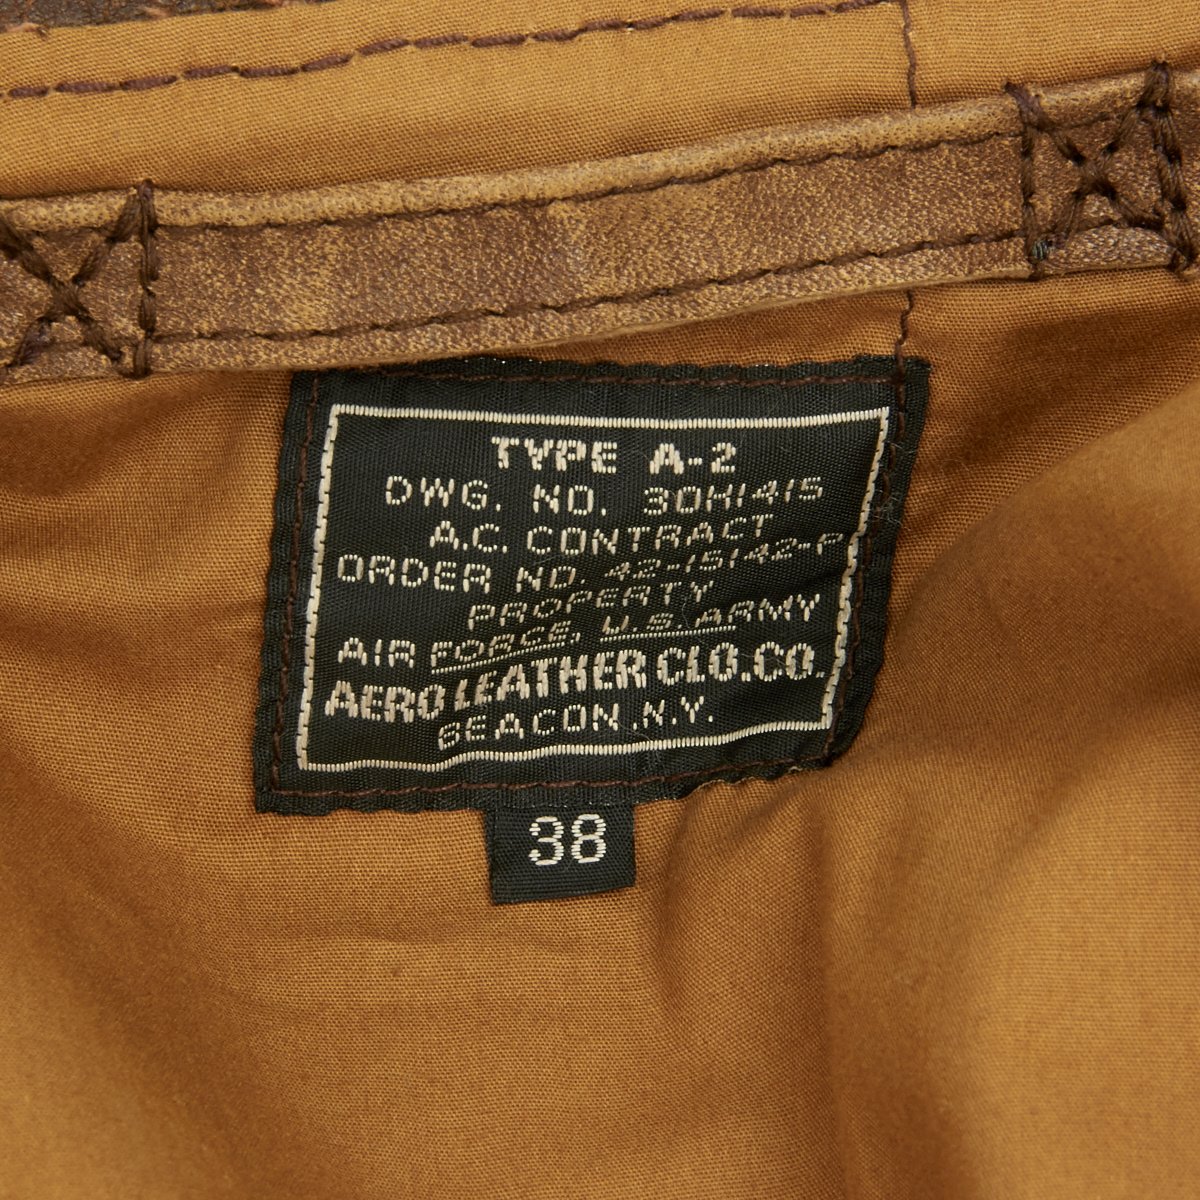 TYPE A-2
DWG. NO. 30H1415
A.C. CONTRACT
ORDER NO. 42-15142-P
PROPERTY
AIR FORCE, U.S. ARMY
AERO LEATHER CLO.CO.
BEACON.N.Y.
38